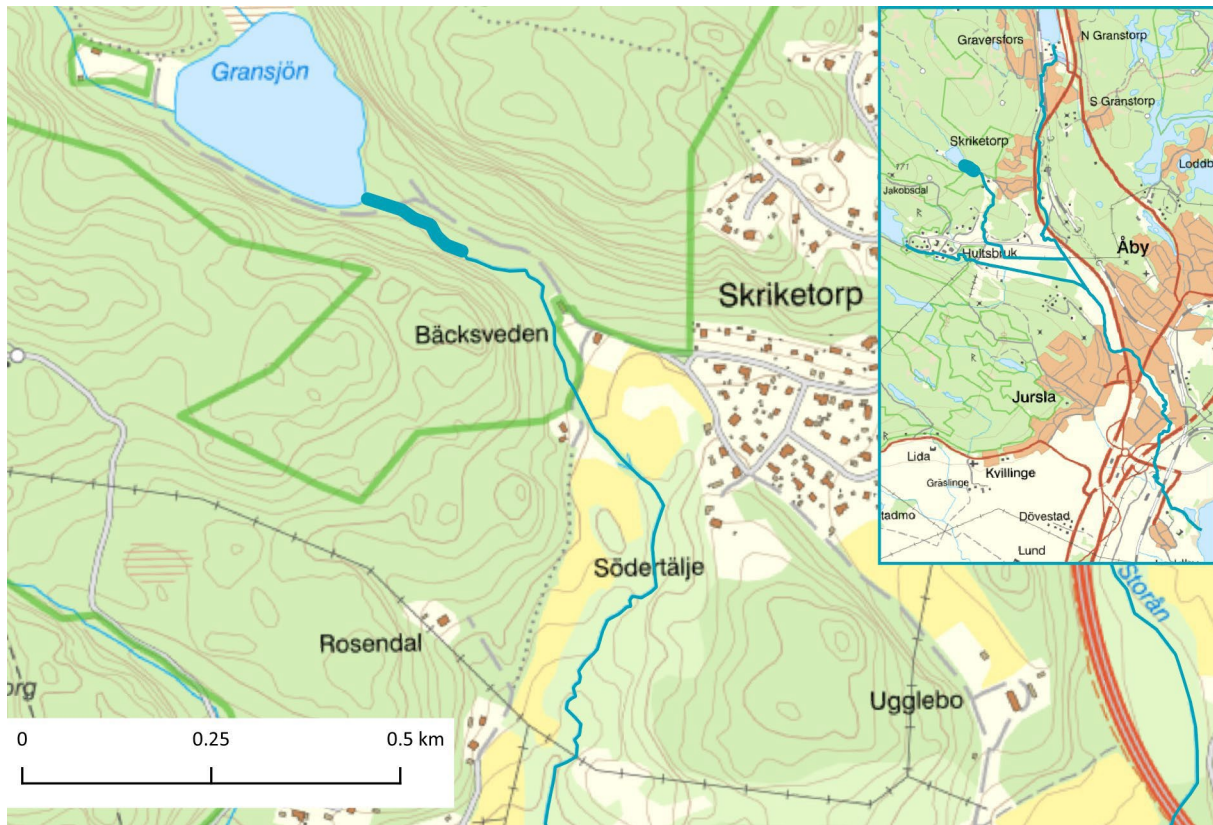 Gransjön
Bäcksveden
Skriketorp
Södertälje
Rosendal
org
Ugglebo
Storån
0
0.25
0.5 km
Graversfors
N Granstorp
S Granstorp
Skriketorp
171
Jakobsdal
R
Loddb
Hultsbruk
Åby
R
Jursla
R
Lida
Kvillinge
Gräslinge
tadmo
Dövestad
Lund